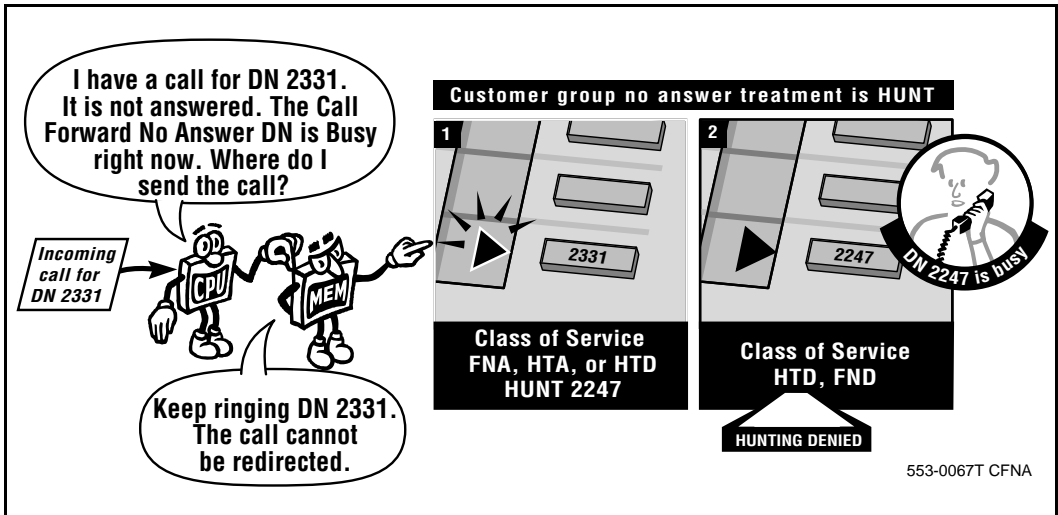 I have a call for DN 2331.
It is not answered. The Call
Forward No Answer DN is Busy
right now. Where do I
send the call?
Incoming
call for
DN 2331
CPU
MEM
Keep ringing DN 2331.
The call cannot
be redirected.
Customer group no answer treatment is HUNT
1
2331
Class of Service
FNA, HTA, or HTD
HUNT 2247
2
2247
DN 2247 is busy
Class of Service
HTD, FND
HUNTING DENIED
553-0067T CFNA